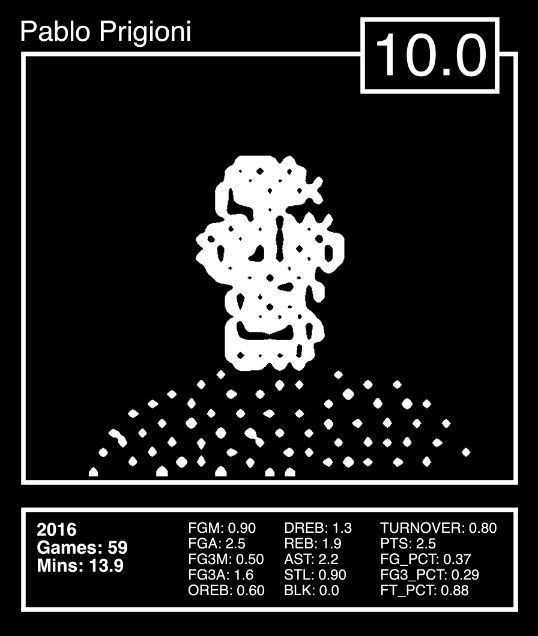 Pablo Prigioni
10.0
2016
Games: 59
Mins: 13.9
FGM: 0.90
FGA: 2.5
FG3M: 0.50
FG3A: 1.6
OREB: 0.60
DREB: 1.3
REB: 1.9
AST: 2.2
STL: 0.90
BLK: 0.0
TURNOVER: 0.80
PTS: 2.5
FG_PCT: 0.37
FG3_PCT: 0.29
FT_PCT: 0.88